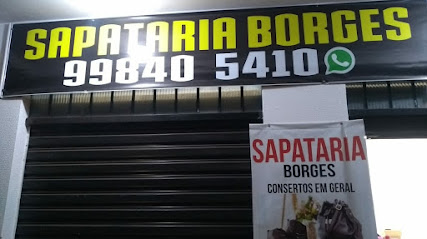 SAPATARIA BORGES
99840 5410
SAPATARIA
BORGES
CONSERTOS EM GERAL